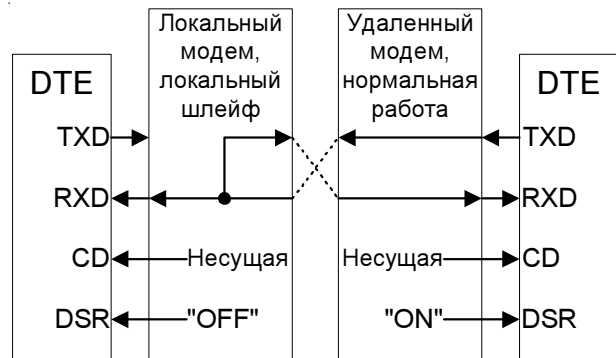 Локальный
модем,
локальный
шлейф
Удаленный
модем,
нормальная
работа
DTE
DTE
TXD
TXD
RXD
RXD
CD
Несущая
Несущая
CD
DSR
"OFF"
"ON"
DSR